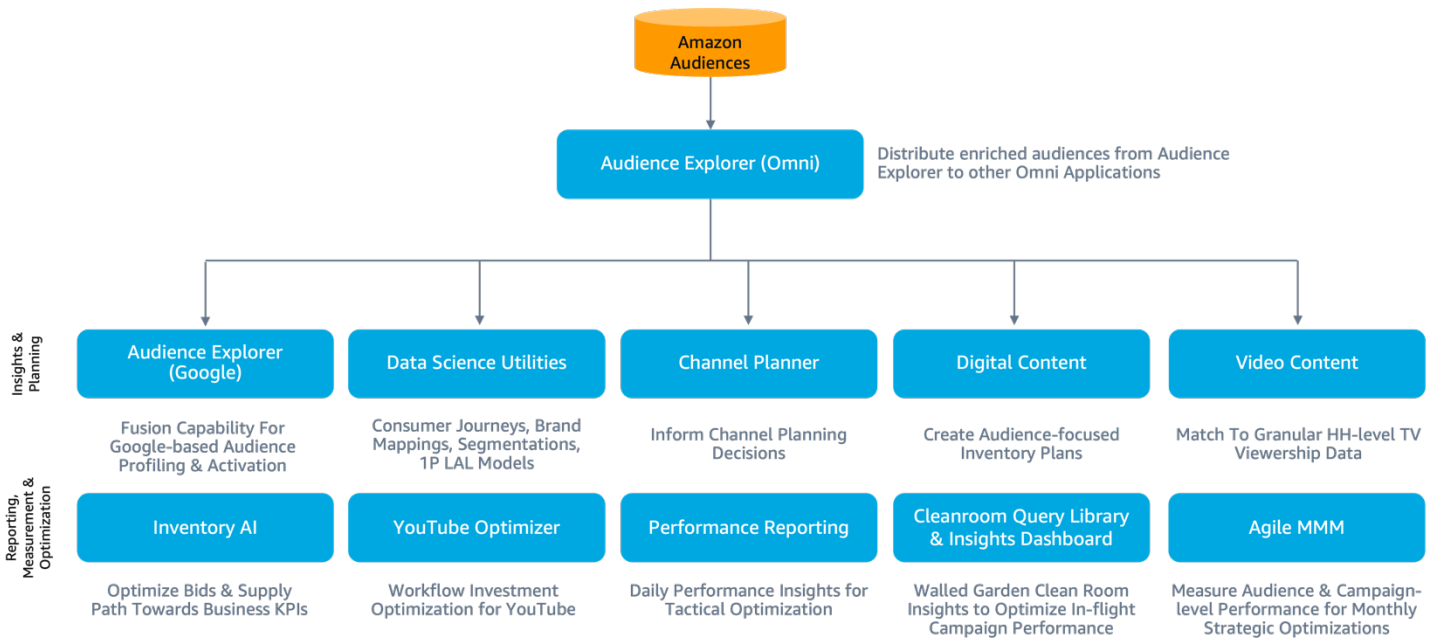 Amazon
Audiences
Audience Explorer (Omni)
Distribute enriched audiences from Audience
Explorer to other Omni Applications
Insights &
Planning
Audience Explorer
(Google)
Data Science Utilities
Channel Planner
Digital Content
Video Content
Fusion Capability For
Google-based Audience
Profiling & Activation
Consumer Journeys, Brand
Mappings, Segmentations,
1P LAL Models
Inform Channel Planning
Decisions
Create Audience-focused
Inventory Plans
Match To Granular HH-level TV
Viewership Data
Reporting,
Measurement &
Optimization
Inventory AI
YouTube Optimizer
Performance Reporting
Cleanroom Query Library
& Insights Dashboard
Agile MMM
Optimize Bids & Supply
Path Towards Business KPIs
Workflow Investment
Optimization for YouTube
Daily Performance Insights for
Tactical Optimization
Walled Garden Clean Room
Insights to Optimize In-flight
Campaign Performance
Measure Audience & Campaign-
level Performance for Monthly
Strategic Optimizations